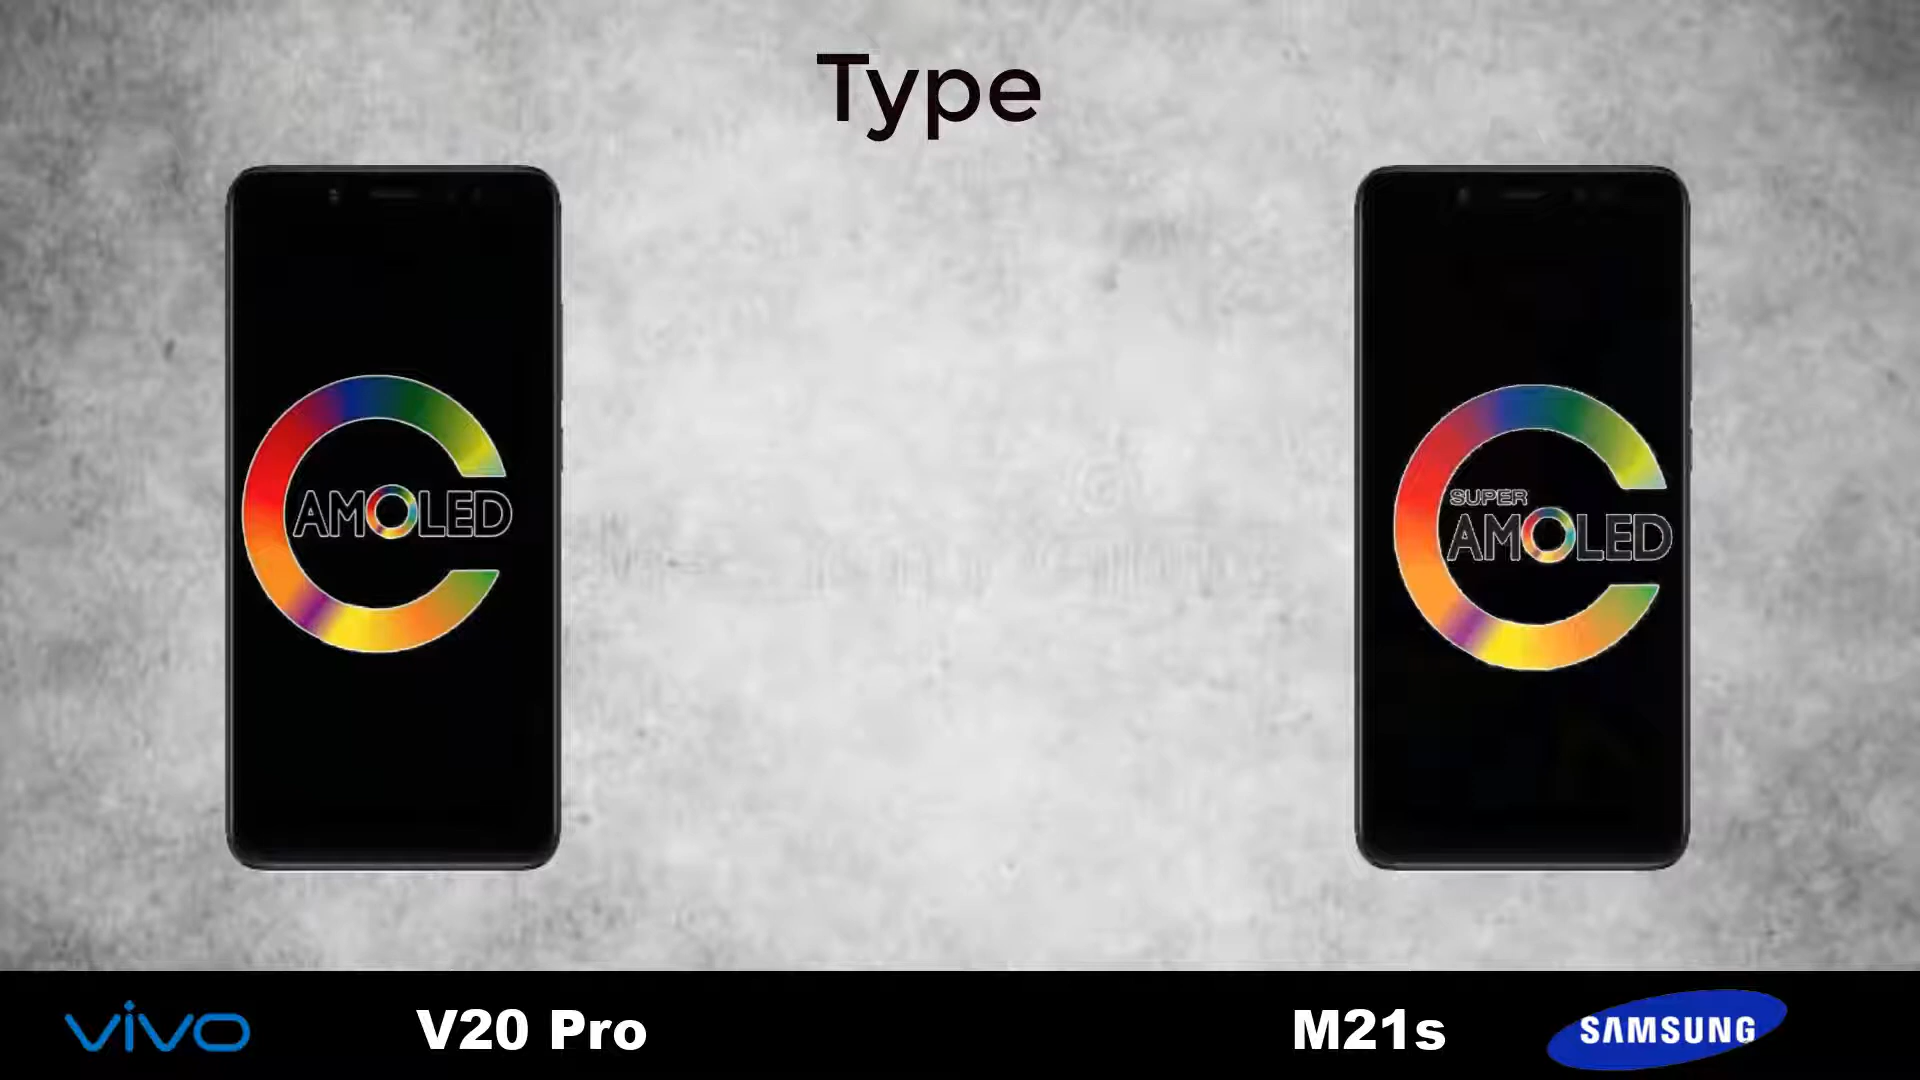 Type
AMOLED
SUPER
AMOLED
vivo
V20 Pro
M21s
SAMSUNG